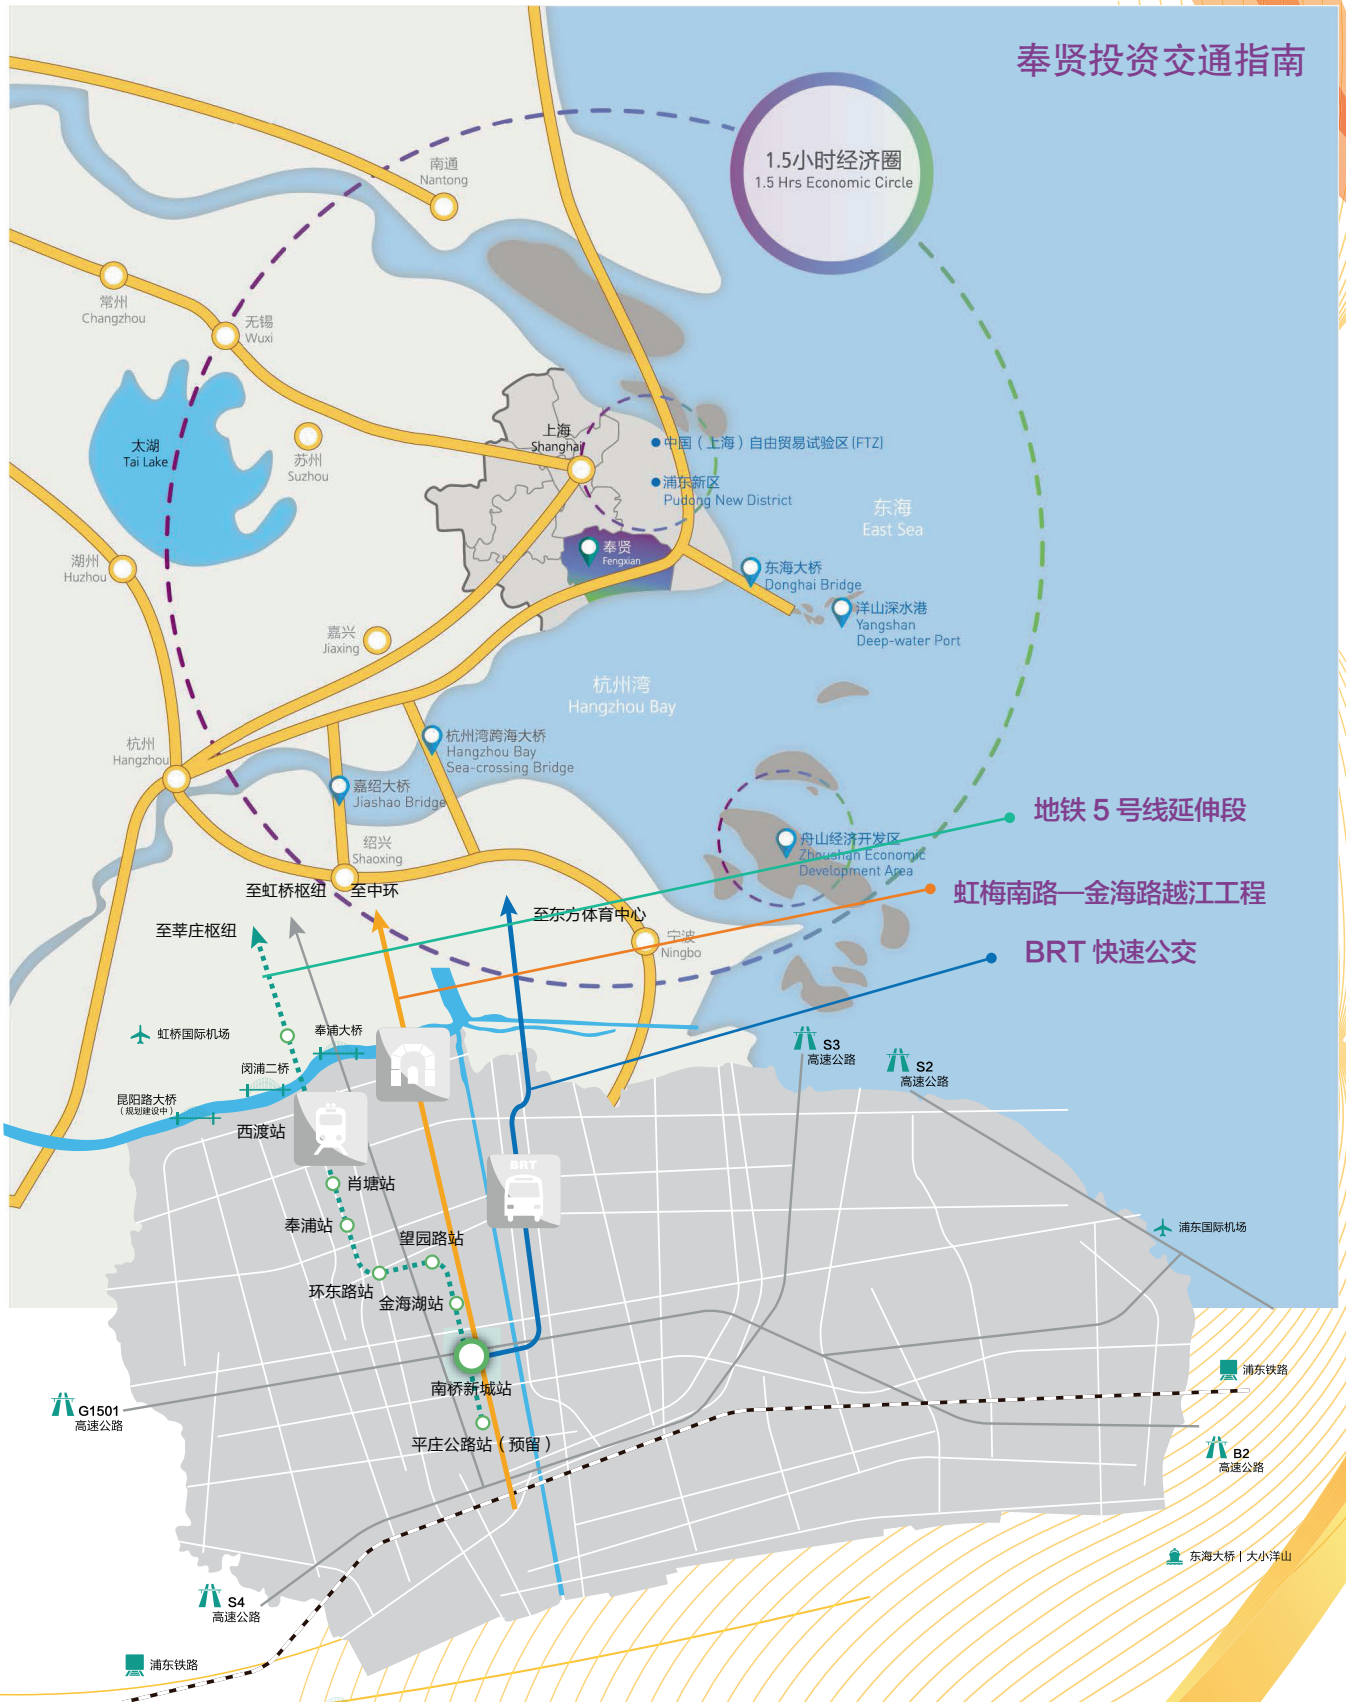 奉贤投资交通指南
1.5小时经济圈
1.5 Hrs Economic Circle
南通
Nantong
常州
Changzhou
无锡
Wuxi
太湖
Tai Lake
苏州
Suzhou
上海
Shanghai
中国（上海）自由贸易试验区(FTZ)
浦东新区
Pudong New District
东海
East Sea
奉贤
Fengxian
湖州
Huzhou
东海大桥
Donghai Bridge
洋山深水港
Yangshan
Deep-water Port
嘉兴
Jiaxing
杭州湾
Hangzhou Bay
杭州
Hangzhou
杭州湾跨海大桥
Hangzhou Bay
Sea-crossing Bridge
嘉绍大桥
Jiashao Bridge
绍兴
Shaoxing
舟山经济开发区
Zhoushan Economic
Development Area
地铁 5 号线延伸段
虹梅南路—金海路越江工程
BRT 快速公交
至虹桥枢纽
至中环
至莘庄枢纽
至东方体育中心
宁波
Ningbo
虹桥国际机场
奉浦大桥
闵浦二桥
昆阳路大桥
（规划建设中）
S3
高速公路
S2
高速公路
西渡站
BRT
肖塘站
奉浦站
望园路站
环东路站
金海湖站
浦东国际机场
南桥新城站
平庄公路站（预留）
G1501
高速公路
浦东铁路
B2
高速公路
东海大桥 | 大小洋山
S4
高速公路
浦东铁路